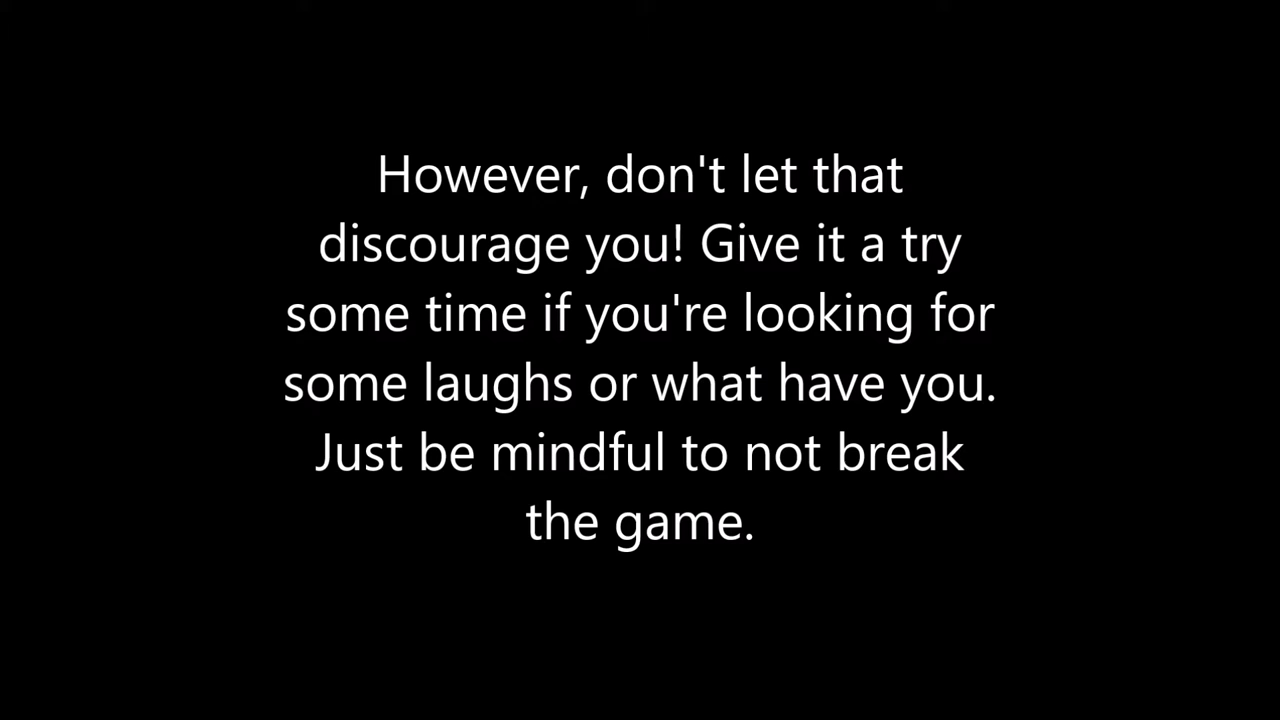 However, don't let that
discourage you! Give it a try
some time if you're looking for
some laughs or what have you.
Just be mindful to not break
the game.